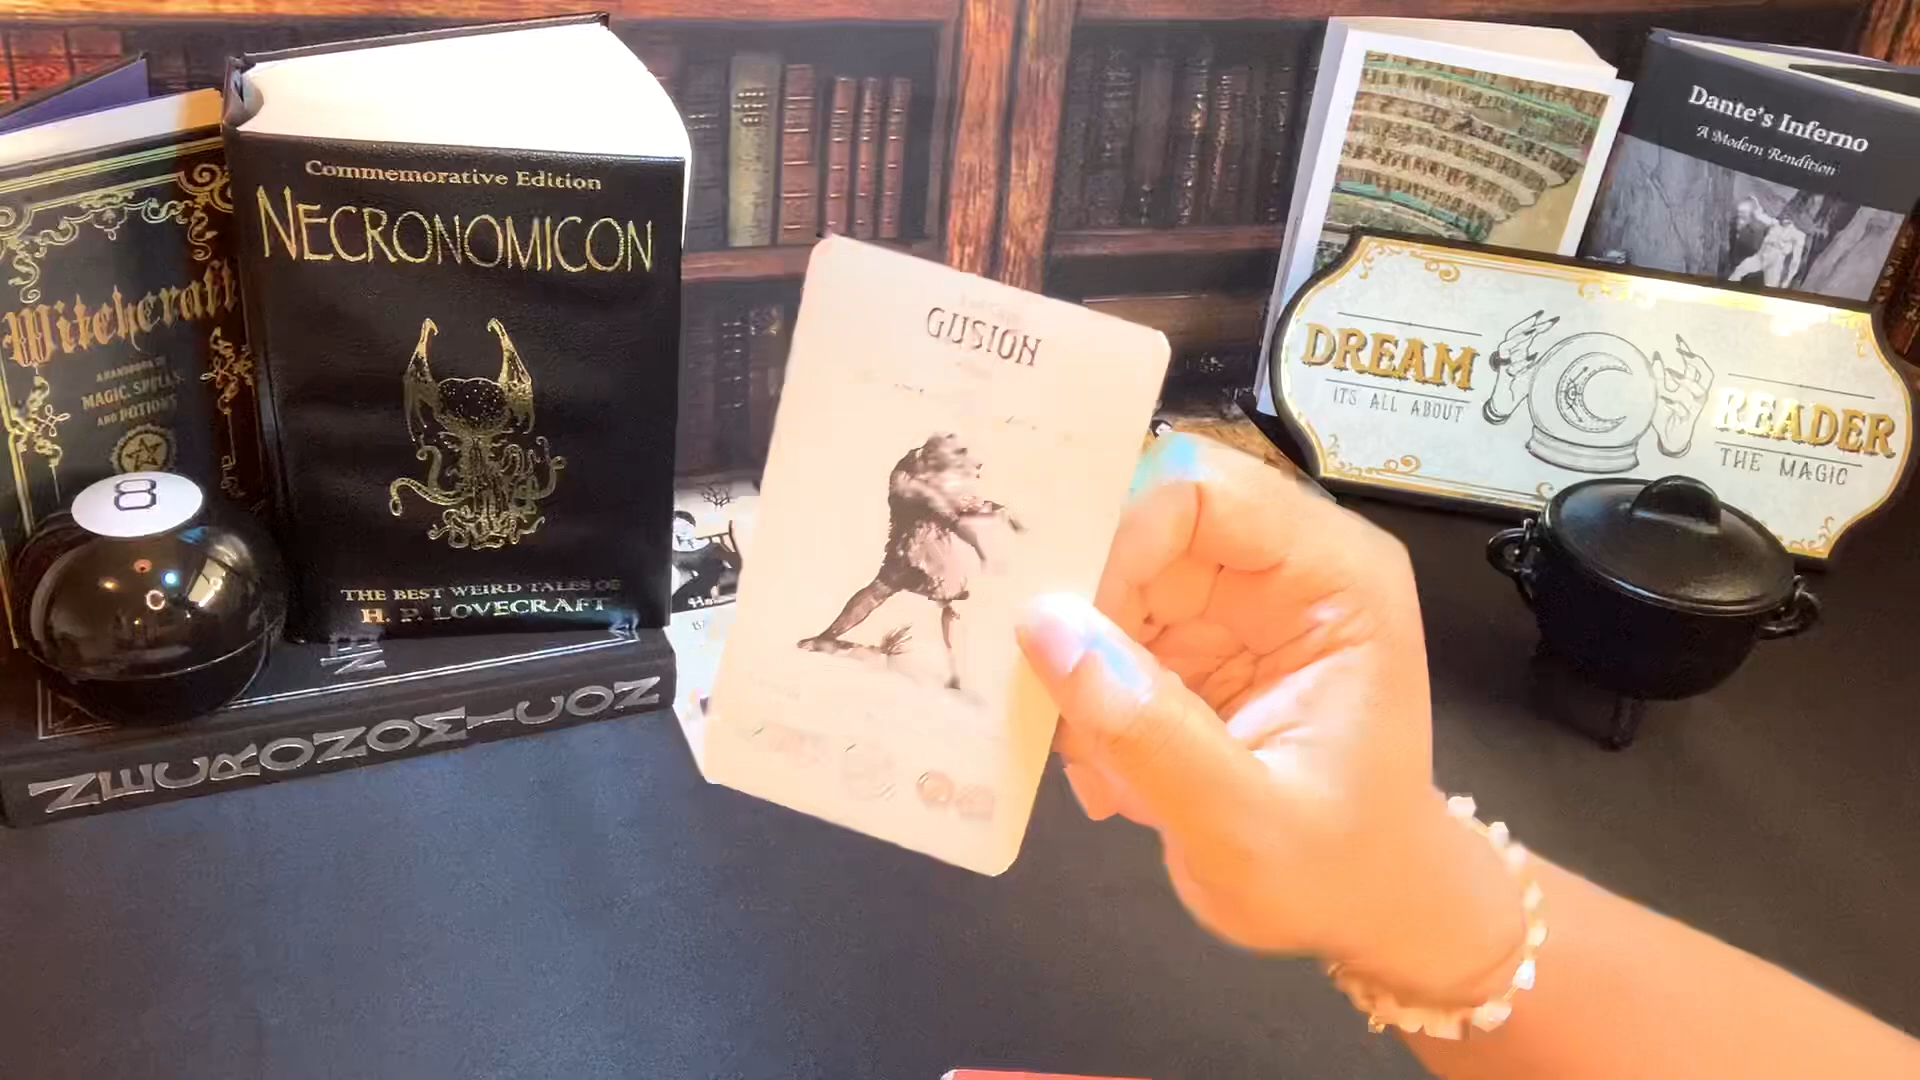 Witchcraft
A HANDBOOK OF
MAGIC, SPELLS,
AND POTIONS
8
Commemorative Edition
NECRONOMICON
THE BEST WEIRD TALES OF
H. P. LOVECRAFT
NECRONOMICON
GUSION
Dante's Inferno
A Modern Rendition
DREAM
ITS ALL ABOUT
READER
THE MAGIC